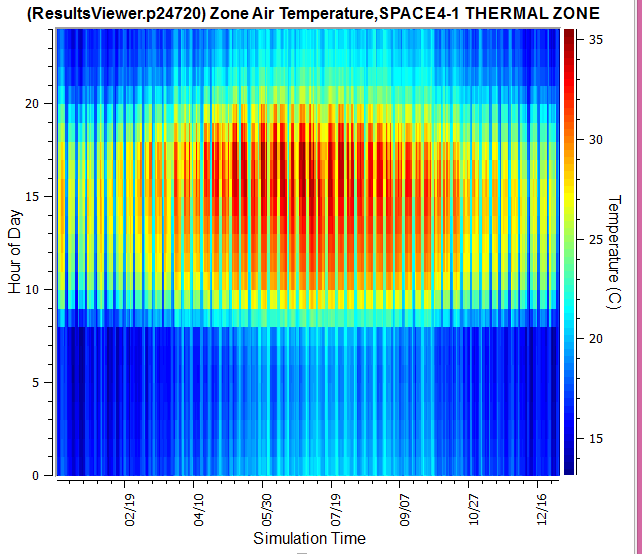 (ResultsViewer.p24720) Zone Air Temperature,SPACE4-1 THERMAL ZONE
35
30
25
20
15
Temperature (C)
20
15
10
5
0
Hour of Day
02/19 04/10 05/30 07/19 09/07 10/27 12/16
Simulation Time